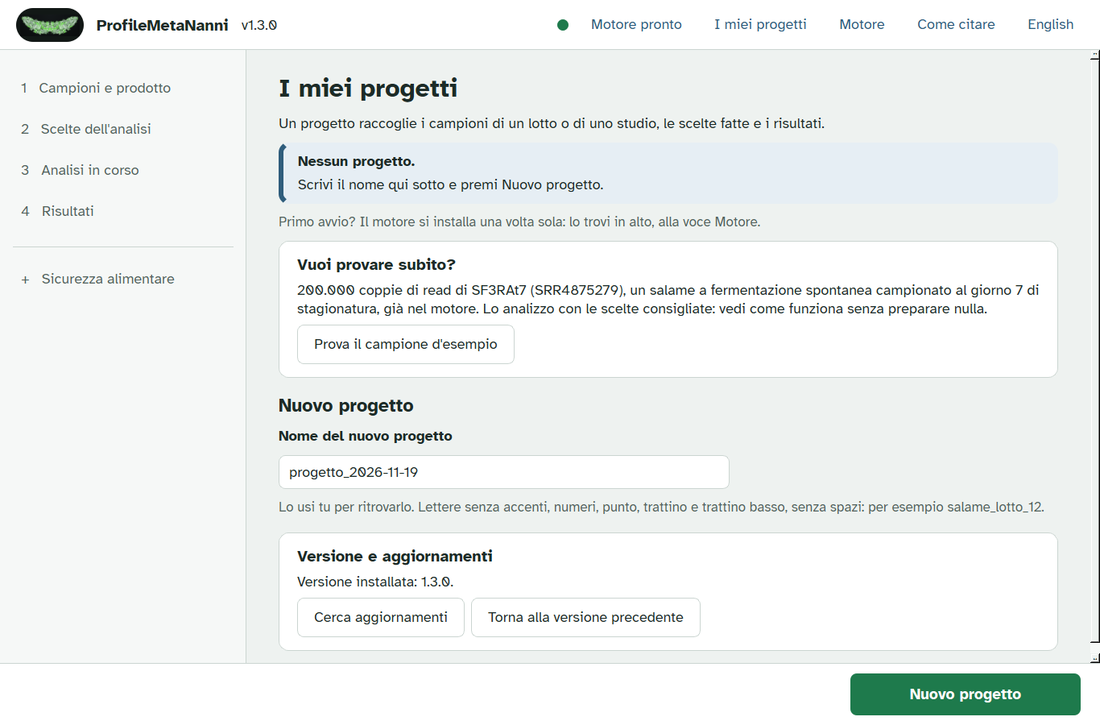 ProfileMetaNanni v1.3.0
Motore pronto
I miei progetti
Motore
Come citare
English
1 Campioni e prodotto
2 Scelte dell'analisi
3 Analisi in corso
4 Risultati
+ Sicurezza alimentare
I miei progetti
Un progetto raccoglie i campioni di un lotto o di uno studio, le scelte fatte e i risultati.
Nessun progetto.
Scrivi il nome qui sotto e premi Nuovo progetto.
Primo avvio? Il motore si installa una volta sola: lo trovi in alto, alla voce Motore.
Vuoi provare subito?
200.000 coppie di read di SF3RAt7 (SRR4875279), un salame a fermentazione spontanea campionato al giorno 7 di
stagionatura, già nel motore. Lo analizzo con le scelte consigliate: vedi come funziona senza preparare nulla.
Prova il campione d'esempio
Nuovo progetto
Nome del nuovo progetto
progetto_2026-11-19
Lo usi tu per ritrovarlo. Lettere senza accenti, numeri, punto, trattino e trattino basso, senza spazi: per esempio salame_lotto_12.
Versione e aggiornamenti
Versione installata: 1.3.0.
Cerca aggiornamenti
Torna alla versione precedente
Nuovo progetto